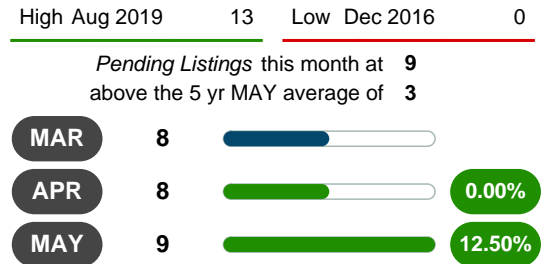 High Aug 2019 13 Low Dec 2016 0
Pending Listings this month at 9
above the 5 yr MAY average of 3
MAR 8
APR 8 0.00%
MAY 9 12.50%